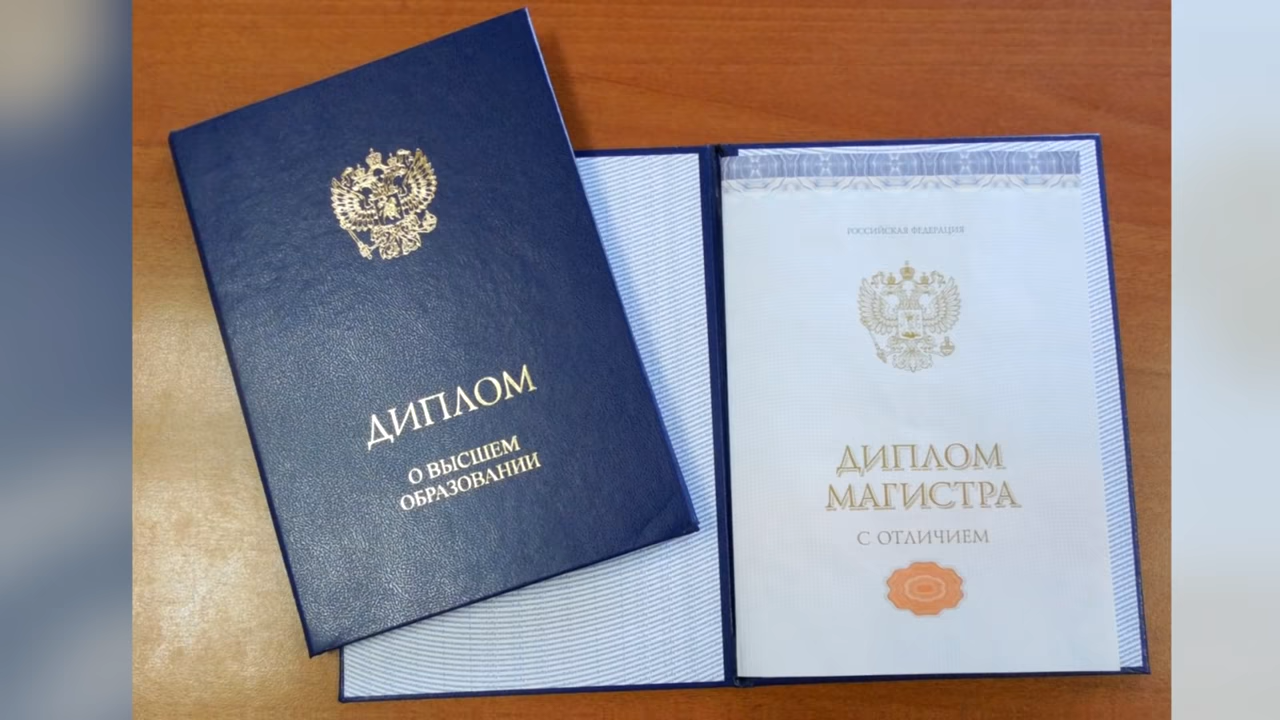 ДИПЛОМ
О ВЫСШЕМ
ОБРАЗОВАНИИ
РОССИЙСКАЯ ФЕДЕРАЦИЯ
ДИПЛОМ
МАГИСТРА
С ОТЛИЧИЕМ